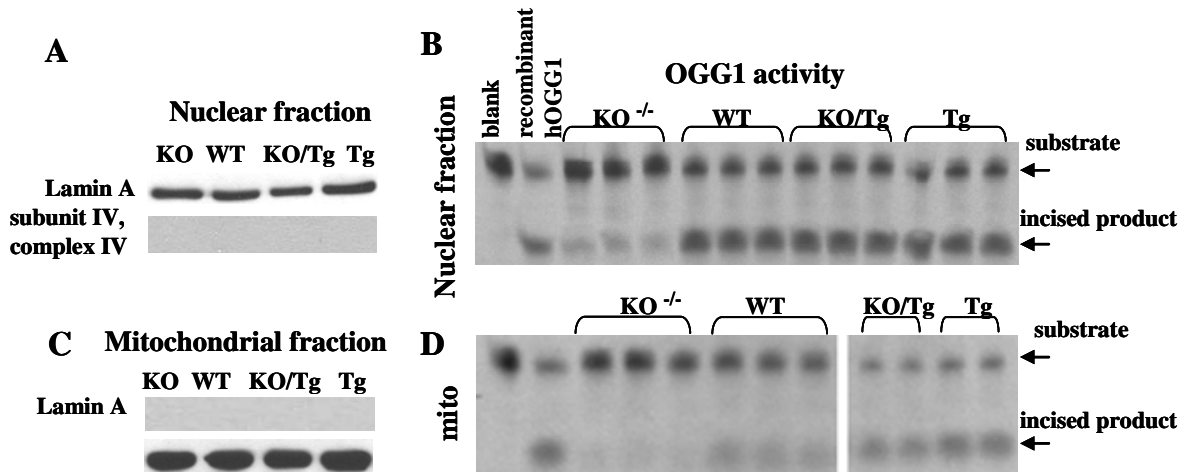 A
Nuclear fraction
KO WT KO/Tg Tg
Lamin A
subunit IV,
complex IV
B
blank
recombinant
hOGG1
OGG1 activity
KO -/-
WT
KO/Tg
Tg
Nuclear fraction
substrate
incised product
C
Mitochondrial fraction
KO WT KO/Tg Tg
Lamin A
D
KO -/-
WT
KO/Tg
Tg
mito
substrate
incised product